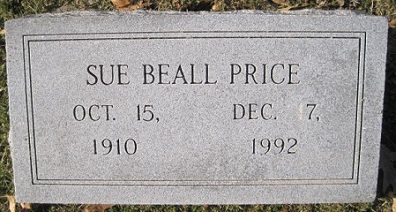 SUE BEALL PRICE
OCT. 15, DEC. 7,
1910 1992